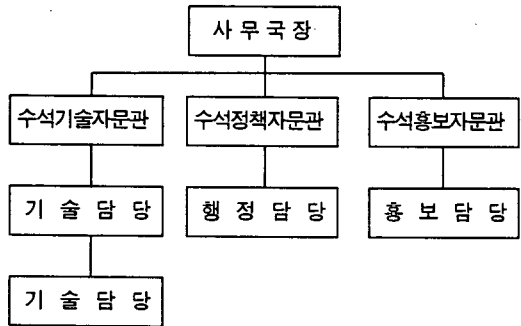 사 무 국 장
수석기술자문관 수석정책자문관 수석홍보자문관
기 술 담 당 행 정 담 당 홍 보 담 당
기 술 담 당